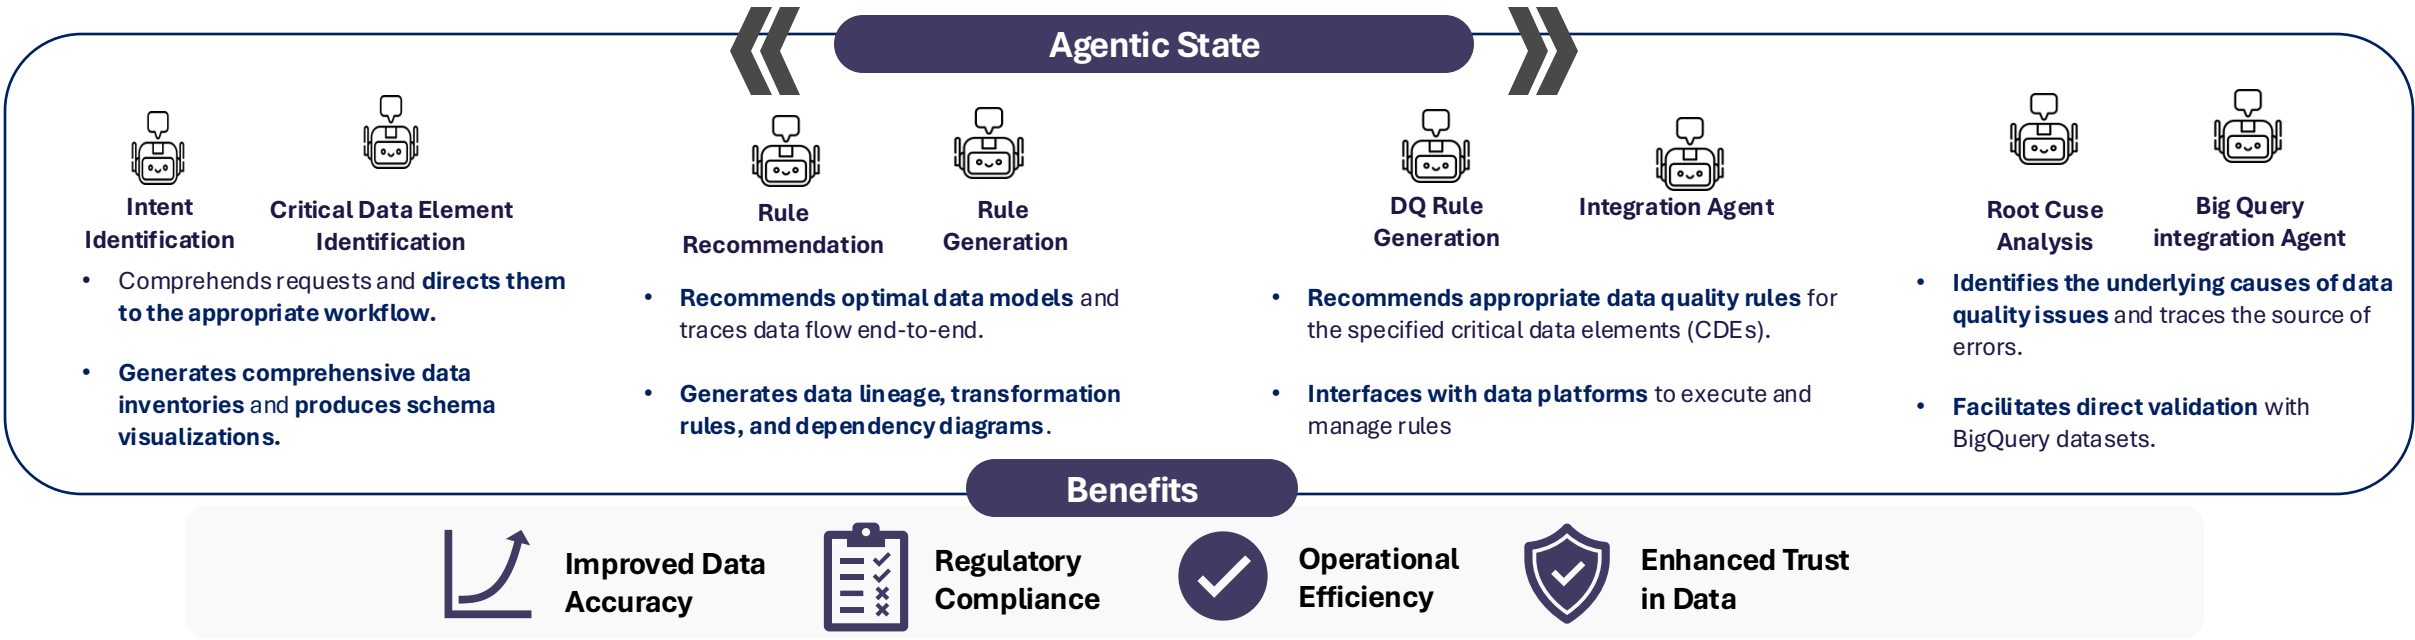 Agentic State
Intent
Identification
Critical Data Element
Identification
• Comprehends requests and directs them
to the appropriate workflow.
• Generates comprehensive data
inventories and produces schema
visualizations.
Rule
Recommendation
Rule
Generation
• Recommends optimal data models and
traces data flow end-to-end.
• Generates data lineage, transformation
rules, and dependency diagrams.
DQ Rule
Generation
Integration Agent
• Recommends appropriate data quality rules for
the specified critical data elements (CDEs).
• Interfaces with data platforms to execute and
manage rules
Root Cuse
Analysis
Big Query
integration Agent
• Identifies the underlying causes of data
quality issues and traces the source of
errors.
• Facilitates direct validation with
BigQuery datasets.
Benefits
Improved Data
Accuracy
Regulatory
Compliance
Operational
Efficiency
Enhanced Trust
in Data